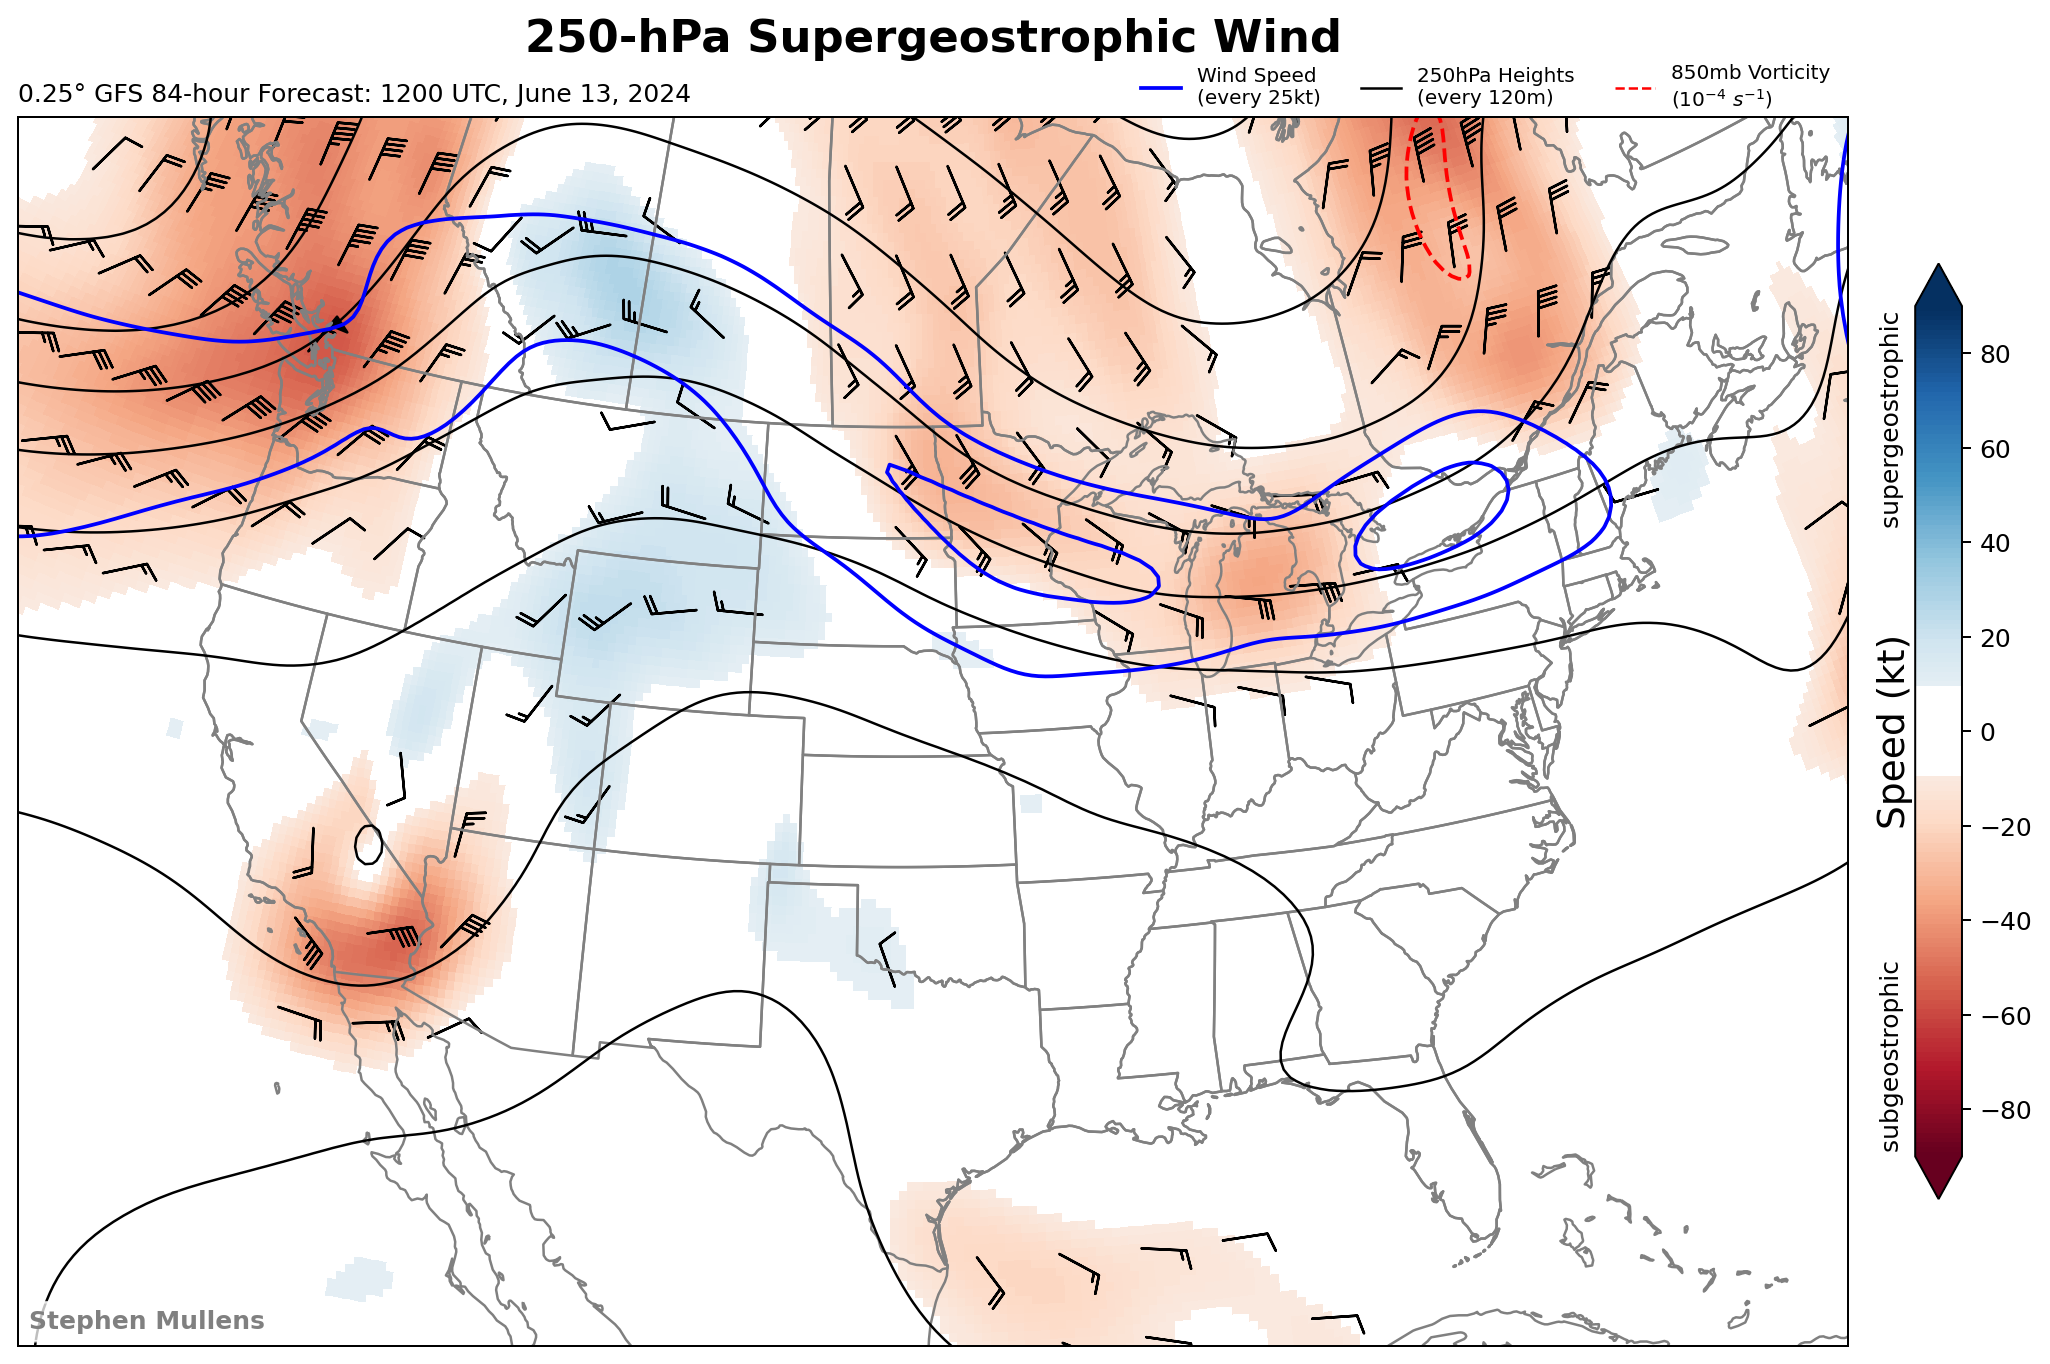 250-hPa Supergeostrophic Wind
0.25° GFS 84-hour Forecast: 1200 UTC, June 13, 2024
Wind Speed
(every 25kt)
250hPa Heights
(every 120m)
850mb Vorticity
(10⁻⁴ s⁻¹)
supergeostrophic
Speed (kt)
subgeostrophic
80
60
40
20
0
−20
−40
−60
−80
Stephen Mullens